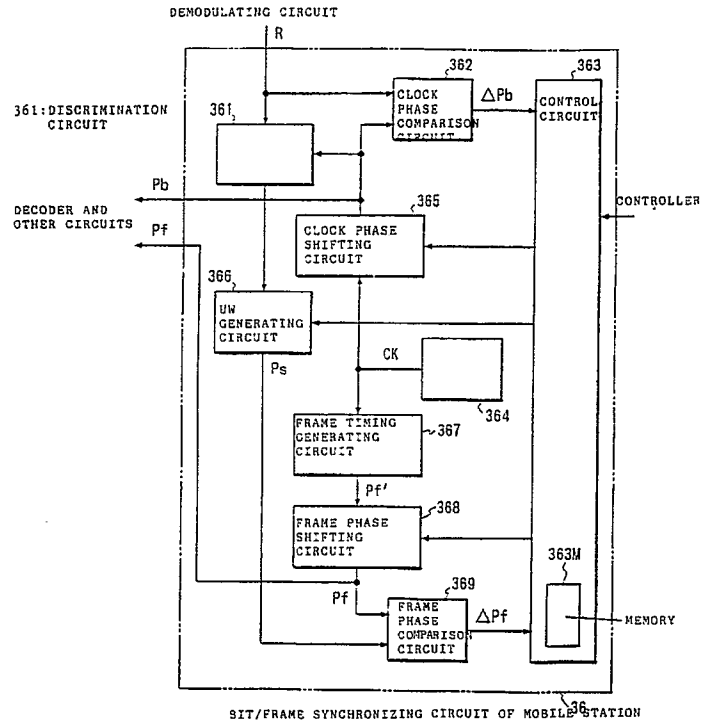 DEMODULATING CIRCUIT
R
362
363
CLOCK
PHASE
COMPARISON
CIRCUIT
ΔPb
CONTROL
CIRCUIT
361:DISCRIMINATION
CIRCUIT
361
Pb
365
CONTROLLER
DECODER AND
OTHER CIRCUITS
Pf
CLOCK PHASE
SHIFTING
CIRCUIT
366
UW
GENERATING
CIRCUIT
Ps
CK
364
FRAME TIMING
GENERATING
CIRCUIT
367
Pf'
FRAME PHASE
SHIFTING
CIRCUIT
368
363M
Pf
369
FRAME
PHASE
COMPARISON
CIRCUIT
ΔPf
MEMORY
36
BIT/FRAME SYNCHRONIZING CIRCUIT OF MOBILE STATION